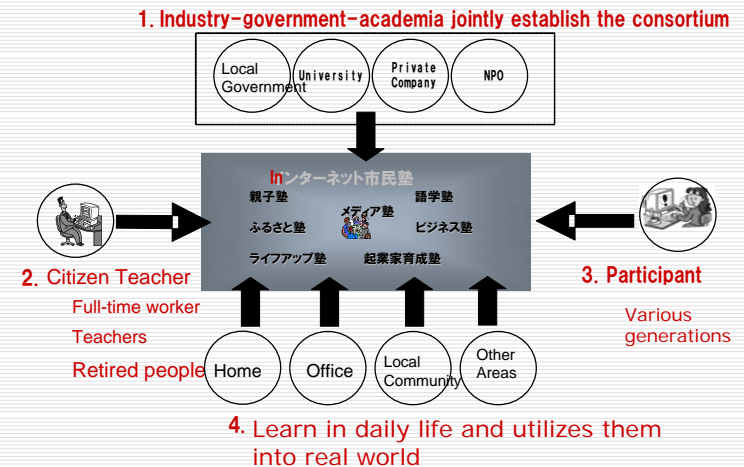 1. Industry-government-academia jointly establish the consortium
Local
Government
University
Private
Company
NPO
Inンターネット市民塾
親子塾
語学塾
メディア塾
ふるさと塾
ビジネス塾
ライフアップ塾
起業家育成塾
2. Citizen Teacher
Full-time worker
Teachers
Retired people
3. Participant
Various
generations
Home
Office
Local
Community
Other
Areas
4. Learn in daily life and utilizes them
into real world